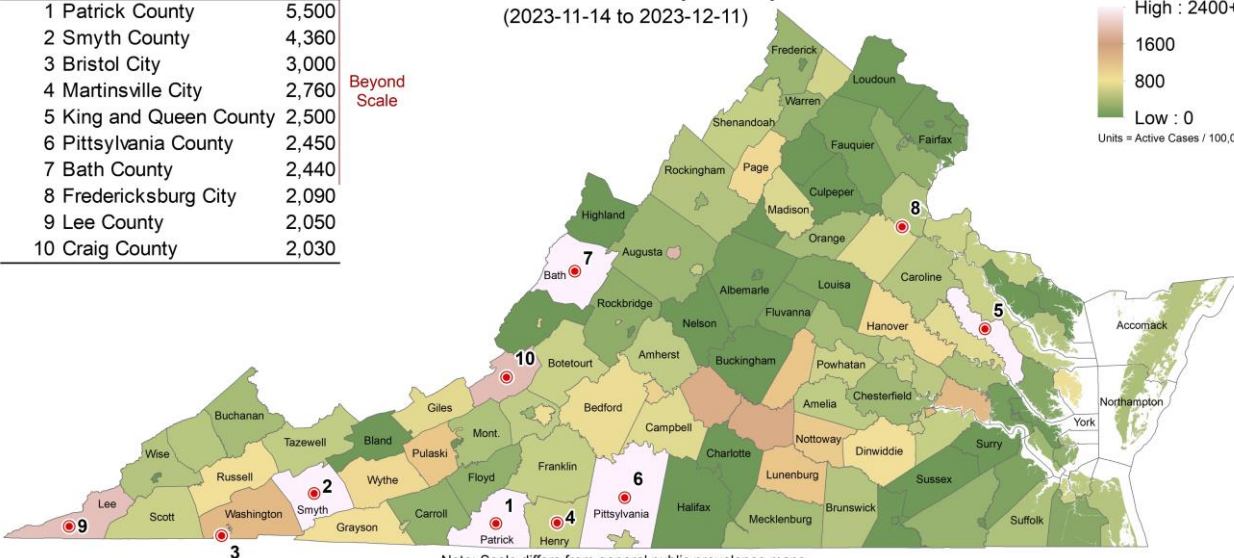 1 Patrick County 5,500
2 Smyth County 4,360
3 Bristol City 3,000
4 Martinsville City 2,760
5 King and Queen County 2,500
6 Pittsylvania County 2,450
7 Bath County 2,440
8 Fredericksburg City 2,090
9 Lee County 2,050
10 Craig County 2,030
Beyond
Scale
(2023-11-14 to 2023-12-11)
High : 2400+
1600
800
Low : 0
Units = Active Cases / 100,0
Frederick
Loudoun
Warren
Shenandoah
Fauquier
Fairfax
Rockingham
Page
Culpeper
Madison
8
Highland
Orange
Augusta
7
Bath
Caroline
Albemarle
Louisa
Rockbridge
5
Fluvanna
Nelson
Hanover
Accomack
10
Botetourt
Amherst
Buckingham
Powhatan
Giles
Bedford
Amelia
Chesterfield
Northampton
Buchanan
Campbell
York
Tazewell
Bland
Mont.
Nottoway
Surry
Wise
Pulaski
Charlotte
Dinwiddie
Franklin
Russell
Wythe
Floyd
Lunenburg
Sussex
2
6
Lee
Smyth
1
Halifax
Brunswick
Scott
Washington
Carroll
4
Pittsylvania
Mecklenburg
Suffolk
9
Grayson
Patrick
Henry
3